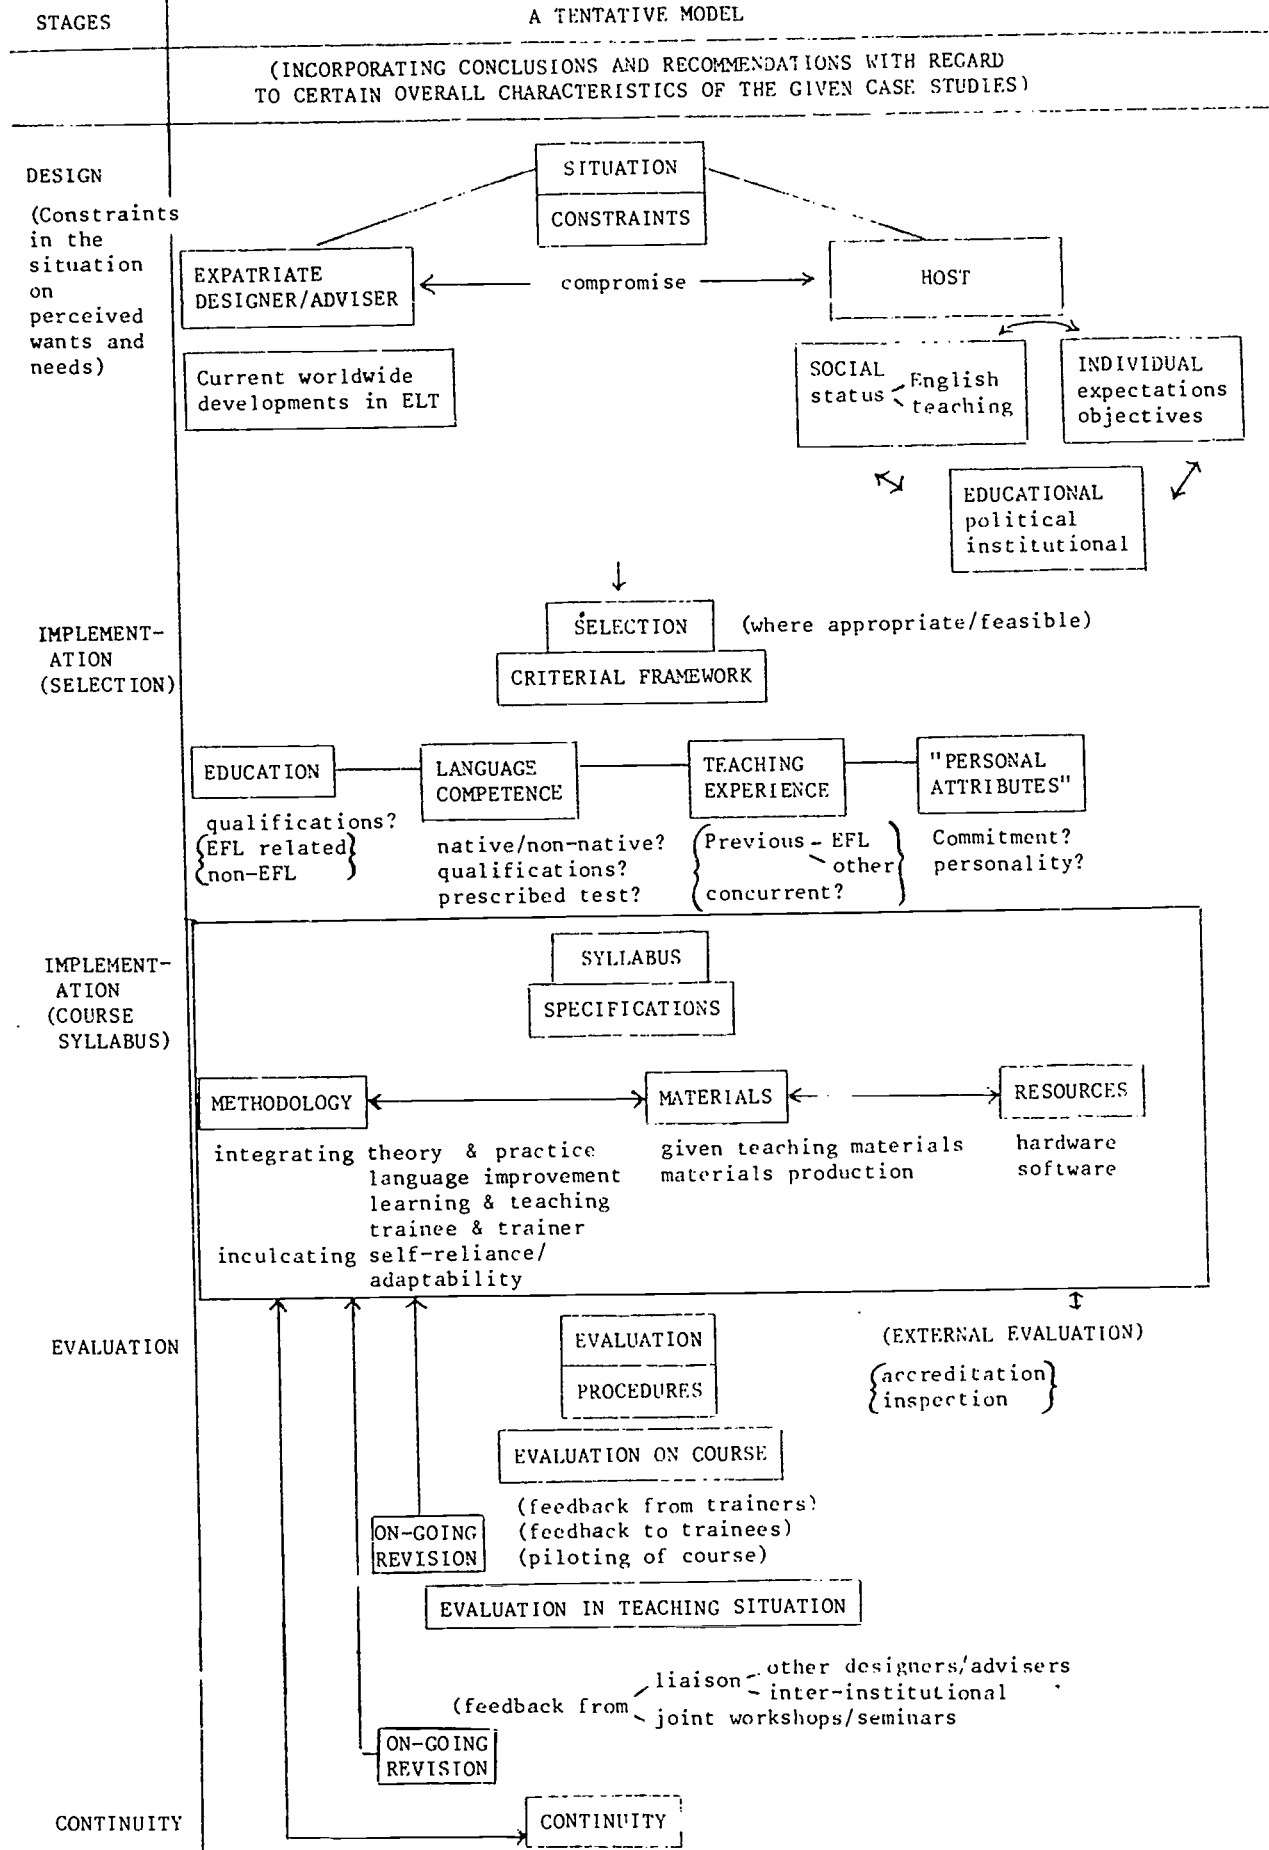 STAGES
A TENTATIVE MODEL
(INCORPORATING CONCLUSIONS AND RECOMMENDATIONS WITH REGARD
TO CERTAIN OVERALL CHARACTERISTICS OF THE GIVEN CASE STUDIES)
DESIGN
(Constraints
in the
situation
on
perceived
wants and
needs)
SITUATION
CONSTRAINTS
EXPATRIATE
DESIGNER/ADVISER
compromise
HOST
Current worldwide
developments in ELT
SOCIAL
status English
teaching
INDIVIDUAL
expectations
objectives
EDUCATIONAL
political
institutional
IMPLEMENT-
ATION
(SELECTION)
SELECTION
(where appropriate/feasible)
CRITERIAL FRAMEWORK
EDUCATION
qualifications?
EFL related
non-EFL
LANGUAGE
COMPETENCE
native/non-native?
qualifications?
prescribed test?
TEACHING
EXPERIENCE
Previous - EFL
other
concurrent?
"PERSONAL
ATTRIBUTES"
Commitment?
personality?
IMPLEMENT-
ATION
(COURSE
SYLLABUS)
SYLLABUS
SPECIFICATIONS
METHODOLOGY
integrating theory & practice
language improvement
learning & teaching
trainee & trainer
inculcating self-reliance/
adaptability
MATERIALS
given teaching materials
materials production
RESOURCES
hardware
software
EVALUATION
EVALUATION
PROCEDURES
(EXTERNAL EVALUATION)
accreditation
inspection
EVALUATION ON COURSE
(feedback from trainers)
(feedback to trainees)
(piloting of course)
ON-GOING
REVISION
EVALUATION IN TEACHING SITUATION
(feedback from
liaison
other designers/advisers
inter-institutional
joint workshops/seminars
ON-GOING
REVISION
CONTINUITY
CONTINUITY